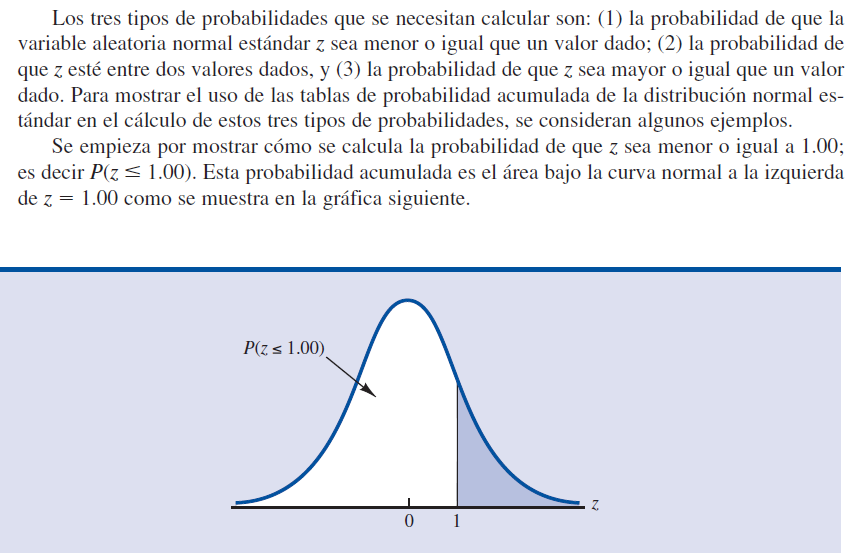 Los tres tipos de probabilidades que se necesitan calcular son: (1) la probabilidad de que la
variable aleatoria normal estándar z sea menor o igual que un valor dado; (2) la probabilidad de
que z esté entre dos valores dados, y (3) la probabilidad de que z sea mayor o igual que un valor
dado. Para mostrar el uso de las tablas de probabilidad acumulada de la distribución normal es-
tándar en el cálculo de estos tres tipos de probabilidades, se consideran algunos ejemplos.
Se empieza por mostrar cómo se calcula la probabilidad de que z sea menor o igual a 1.00;
es decir P(z ≤ 1.00). Esta probabilidad acumulada es el área bajo la curva normal a la izquierda
de z = 1.00 como se muestra en la gráfica siguiente.
P(z ≤ 1.00)
z
0 1